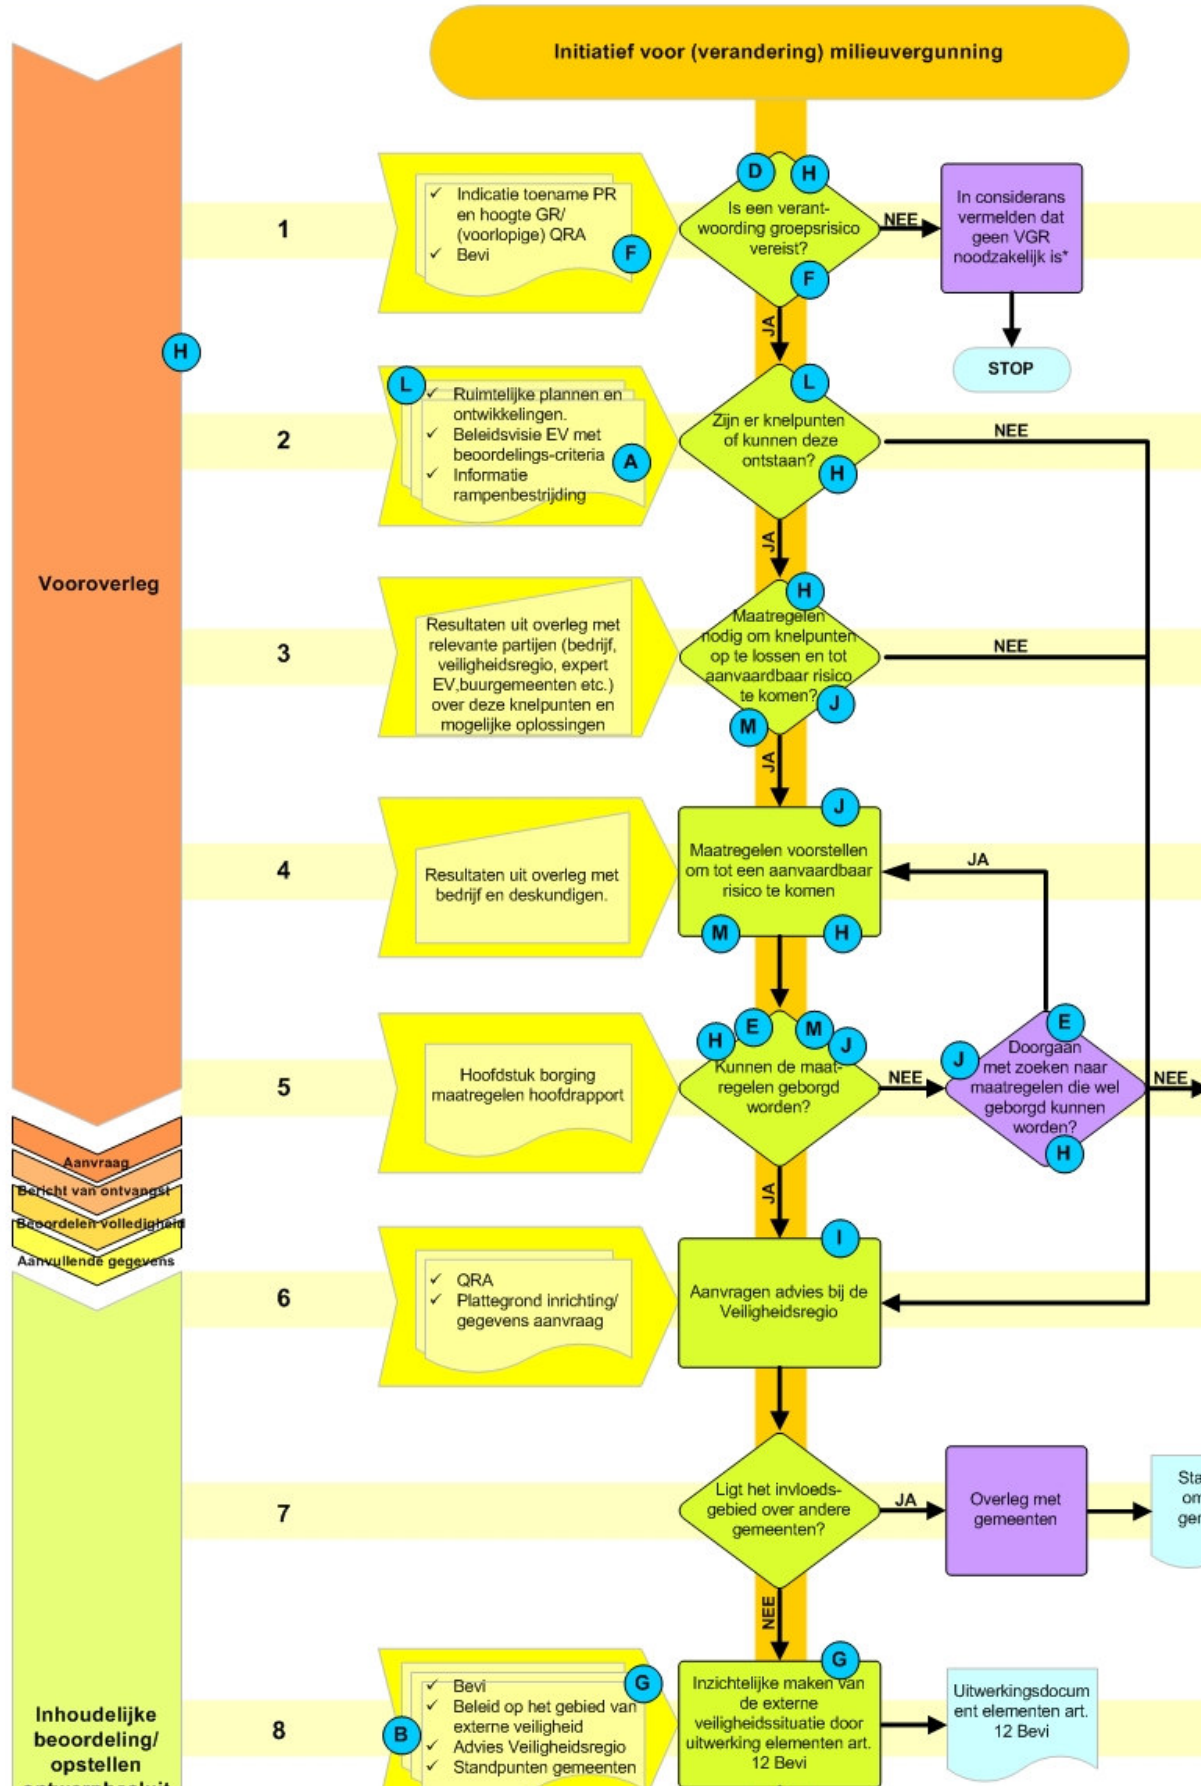 Initiatief voor (verandering) milieuvergunning
1
✓ Indicatie toename PR
en hoogte GR/
(voorlopige) QRA
✓ Bevi
F
D
H
Is een verant-
woording groepsrisico
vereist?
F
NEE
In considerans
vermelden dat
geen VGR
noodzakelijk is*
STOP
JA
H
2
L
✓ Ruimtelijke plannen en
ontwikkelingen.
✓ Beleidsvisie EV met
beoordelings-criteria
✓ Informatie
rampenbestrijding
A
L
Zijn er knelpunten
of kunnen deze
ontstaan?
H
NEE
JA
Vooroverleg
3
Resultaten uit overleg met
relevante partijen (bedrijf,
veiligheidsregio, expert
EV,buurgemeenten etc.)
over deze knelpunten en
mogelijke oplossingen
H
Maatregelen
nodig om knelpunten
op te lossen en tot
aanvaardbaar risico
te komen?
J
M
NEE
JA
4
Resultaten uit overleg met
bedrijf en deskundigen.
J
Maatregelen voorstellen
om tot een aanvaardbaar
risico te komen
M
H
JA
5
Hoofdstuk borging
maatregelen hoofdrapport
H
E
M
J
Kunnen de maat-
regelen geborgd
worden?
NEE
E
J
Doorgaan
met zoeken naar
maatregelen die wel
geborgd kunnen
worden?
H
NEE
JA
Aanvraag
Bericht van ontvangst
Beoordelen volledigheid
Aanvullende gegevens
6
✓ QRA
✓ Plattegrond inrichting/
gegevens aanvraag
I
Aanvragen advies bij de
Veiligheidsregio
7
Ligt het invloeds-
gebied over andere
gemeenten?
JA
Overleg met
gemeenten
Sta
om
ger
NEE
Inhoudelijke
beoordeling/
opstellen
ontwerpbesluit
8
B
✓ Bevi
✓ Beleid op het gebied van
externe veiligheid
✓ Advies Veiligheidsregio
✓ Standpunten gemeenten
G
G
Inzichtelijke maken van
de externe
veiligheidssituatie door
uitwerking elementen art.
12 Bevi
Uitwerkingsdocum
ent elementen art.
12 Bevi